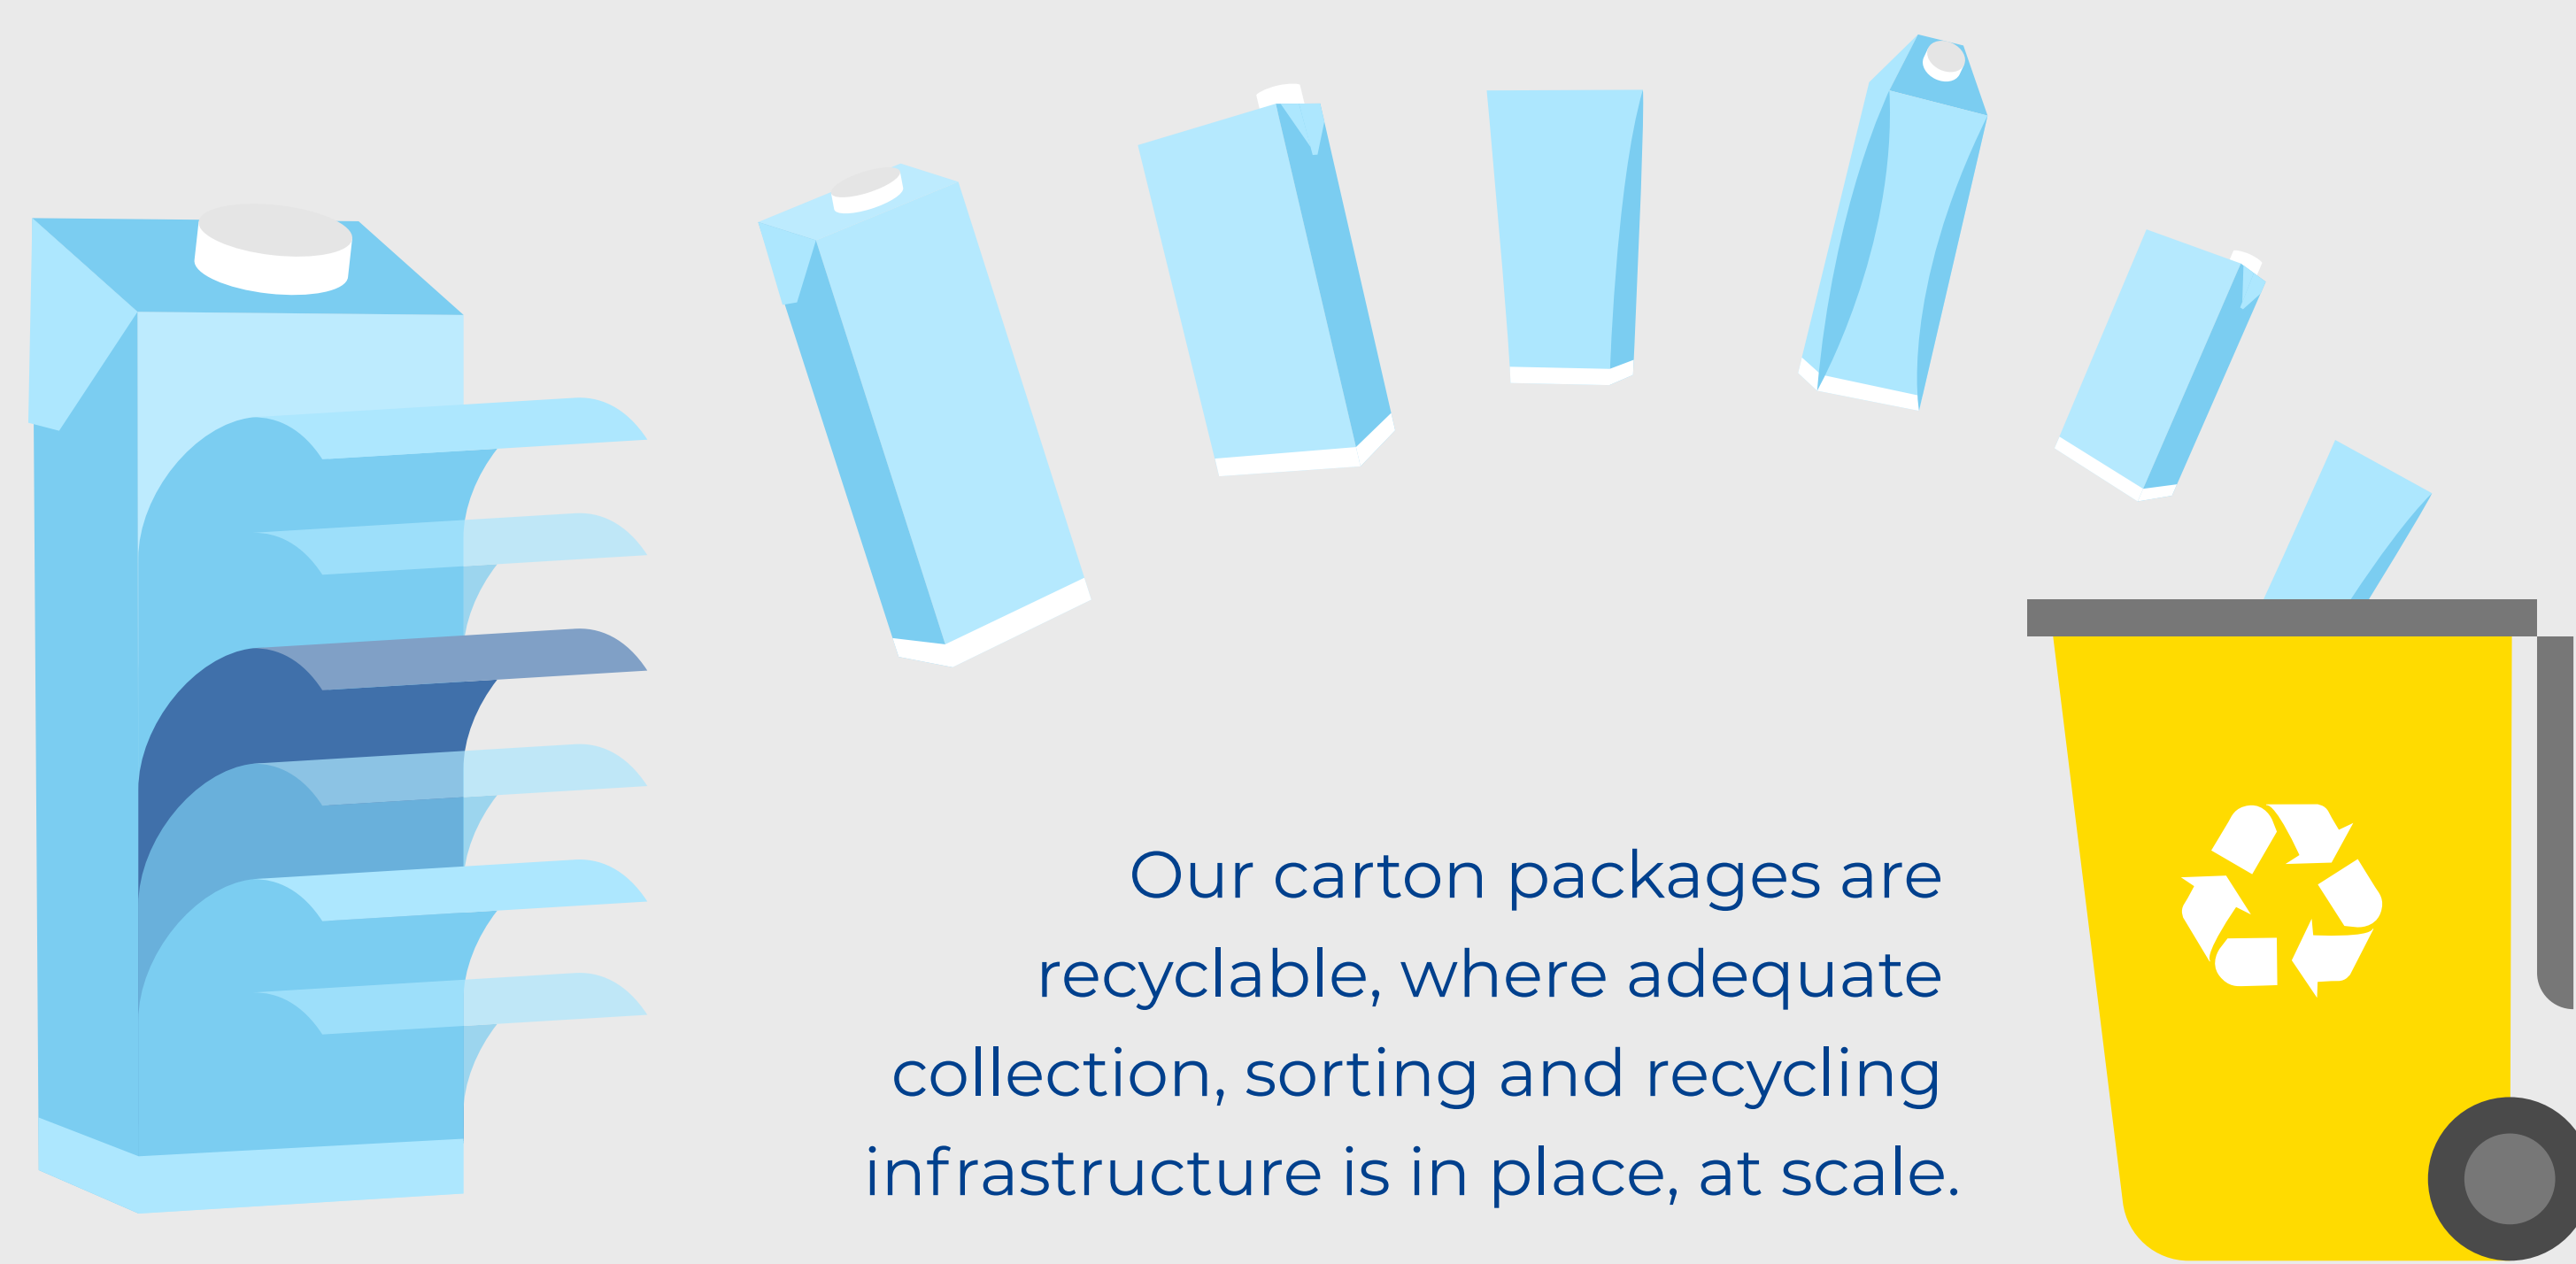 Our carton packages are
recyclable, where adequate
collection, sorting and recycling
infrastructure is in place, at scale.